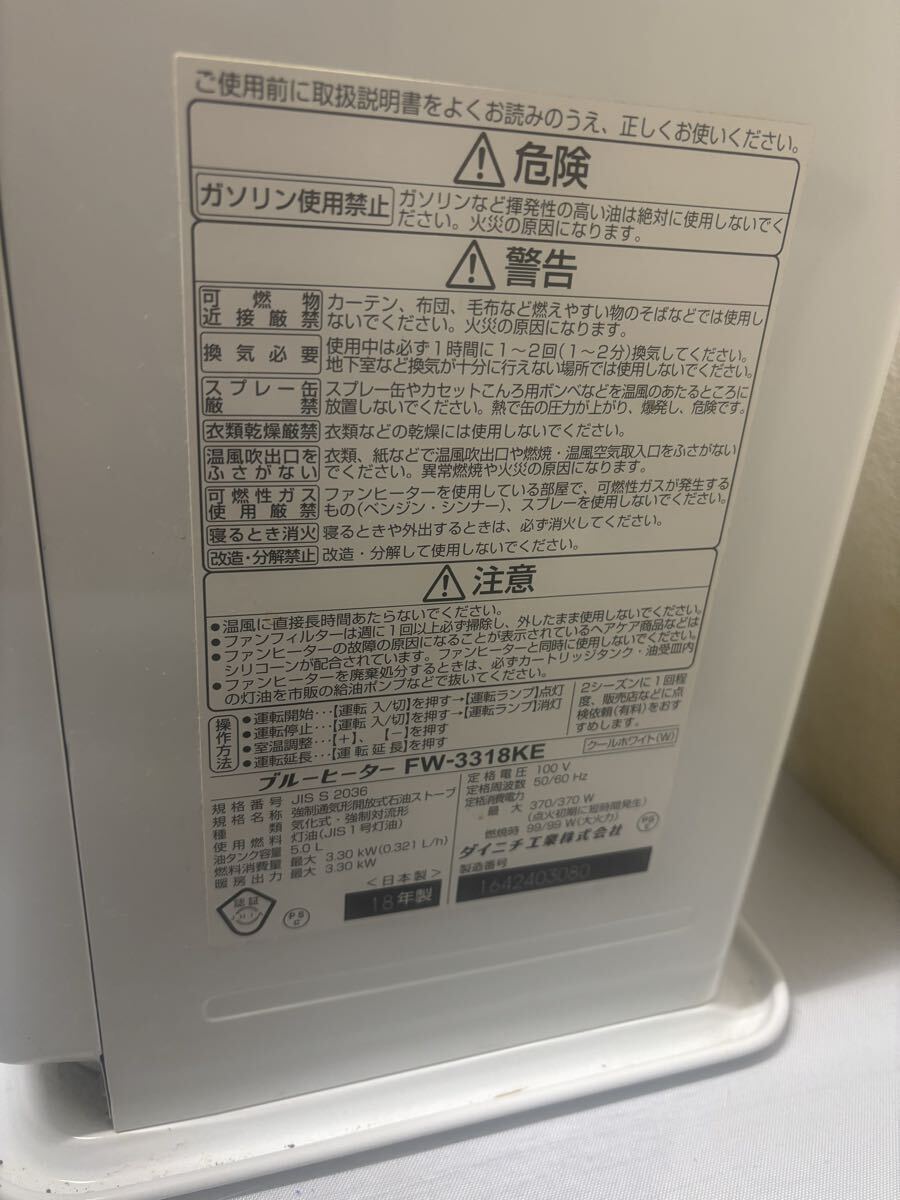 ご使用前に取扱説明書をよくお読みのうえ、正しくお使いください。
危険
ガソリン使用禁止
ガソリンなど揮発性の高い油は絶対に使用しないでく
ださい。火災の原因になります。
警告
可燃物
近接厳禁
カーテン、布団、毛布など燃えやすい物のそばなどでは使用し
ないでください。火災の原因になります。
換気必要
使用中は必ず1時間に1～2回(1～2分)換気してください。
地下室など換気が十分に行えない場所では使用しないでください。
スプレー缶
厳禁
スプレー缶やカセットこんろ用ボンベなどを温風のあたるところに
放置しないでください。熱で缶の圧力が上がり、爆発し、危険です。
衣類乾燥厳禁
衣類などの乾燥には使用しないでください。
温風吹出口を
ふさがない
衣類、紙などで温風吹出口や燃焼・温風空気取入口をふさがない
でください。異常燃焼や火災の原因になります。
可燃性ガス
使用厳禁
ファンヒーターを使用している部屋で、可燃性ガスが発生する
もの(ベンジン・シンナー)、スプレーを使用しないでください。
寝るとき消火
寝るときや外出するときは、必ず消火してください。
改造・分解禁止
改造・分解して使用しないでください。
注意
●温風に直接長時間あたらないでください。
●ファンフィルターは週に1回以上必ず掃除し、外したまま使用しないでください。
●ファンヒーターの故障の原因になることが表示されているヘアケア商品などは
シリコーンが配合されています。ファンヒーターと同時に使用しないでください。
●ファンヒーターを廃棄処分するときは、必ずカートリッジタンク・油受皿内
の灯油を市販の給油ポンプなどで抜いてください。
操作方法
●運転開始…【運転 入/切】を押す→【運転ランプ】点灯
●運転停止…【運転 入/切】を押す→【運転ランプ】消灯
●室温調整…【+】、【-】を押す
●運転延長…【運転延長】を押す
2シーズンに1回程
度、販売店などに点
検依頼(有料)をおす
すめします。
ブルーヒーター FW-3318KE
クールホワイト(W)
規格番号 JIS S 2036
規格名称 強制通気形開放式石油ストーブ
種類 気化式・強制対流形
使用燃料 灯油(JIS1号灯油)
油タンク容量 5.0 L
燃料消費量 最大 3.30 kW(0.321 L/h)
暖房出力 最大 3.30 kW
定格電圧 100 V
定格周波数 50/60 Hz
定格消費電力
最大 370/370 W
(点火初期に短時間発生)
燃焼時 99/99 W(大火力)
ダイニチ工業株式会社
PSC
認証
JHIA
PSC
<日本製>
18年製
製造番号
1642403080